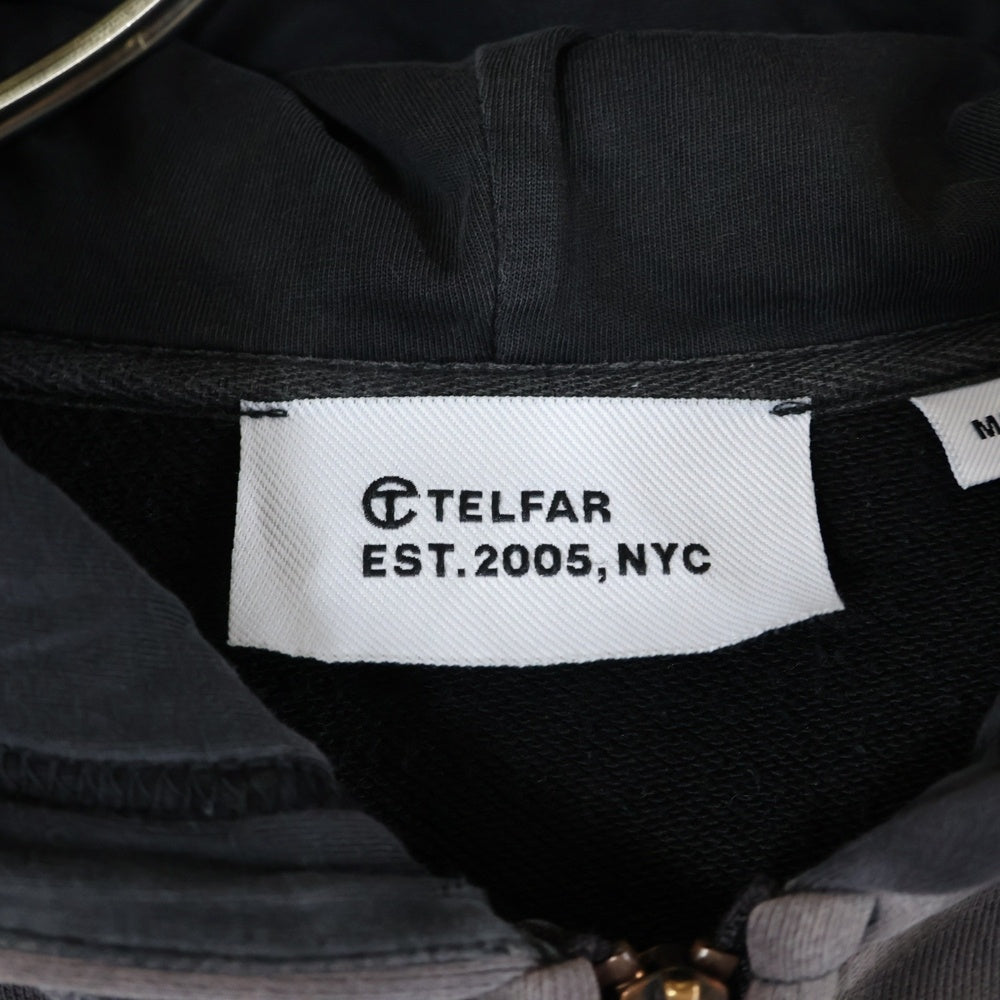 TELFAR
EST. 2005, NYC
M